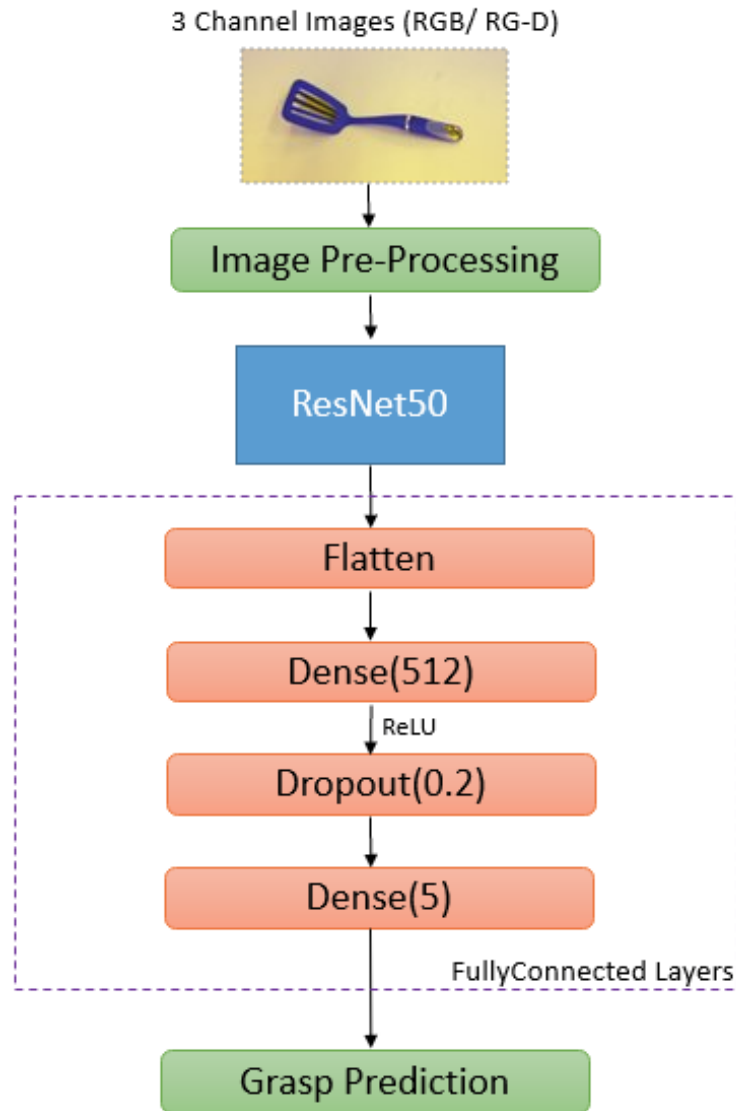 3 Channel Images (RGB/ RG-D)
Image Pre-Processing
ResNet50
Flatten
Dense(512)
ReLU
Dropout(0.2)
Dense(5)
FullyConnected Layers
Grasp Prediction